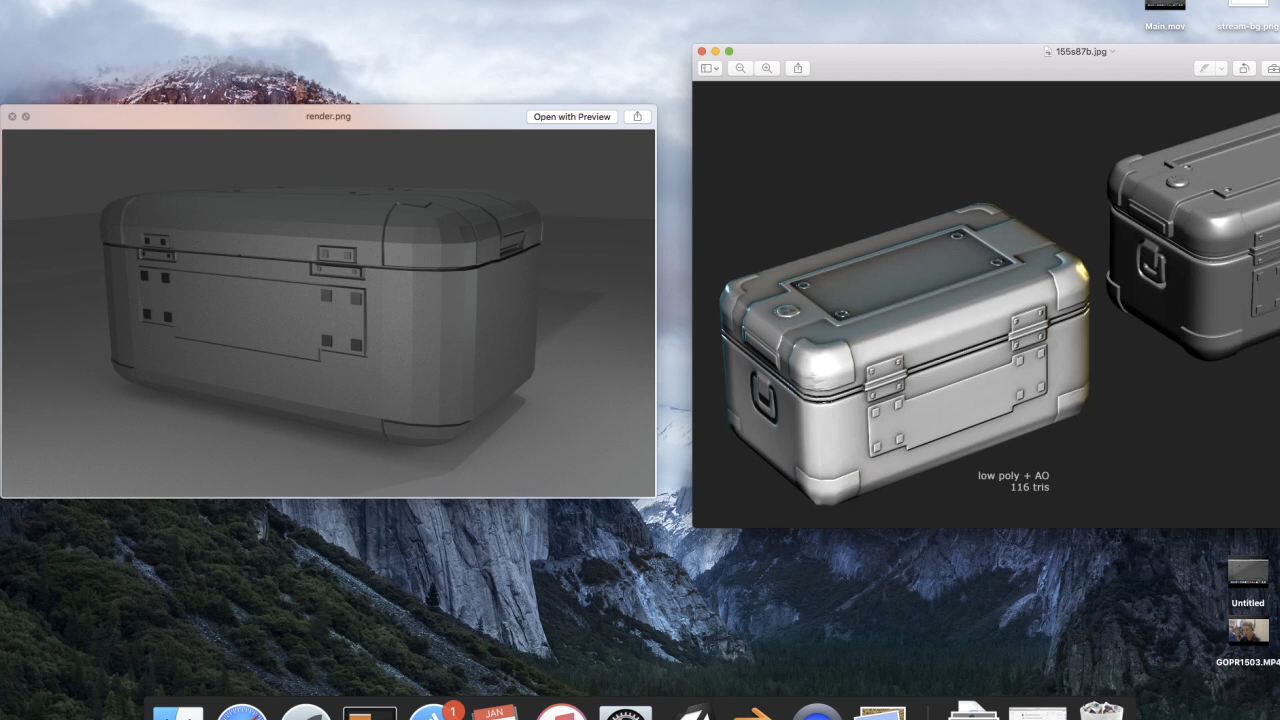 Main.mov
stream-bg.png
155s87b.jpg
render.png
Open with Preview
low poly + AO
116 tris
Untitled
GOPR1503.MP4
1
JAN